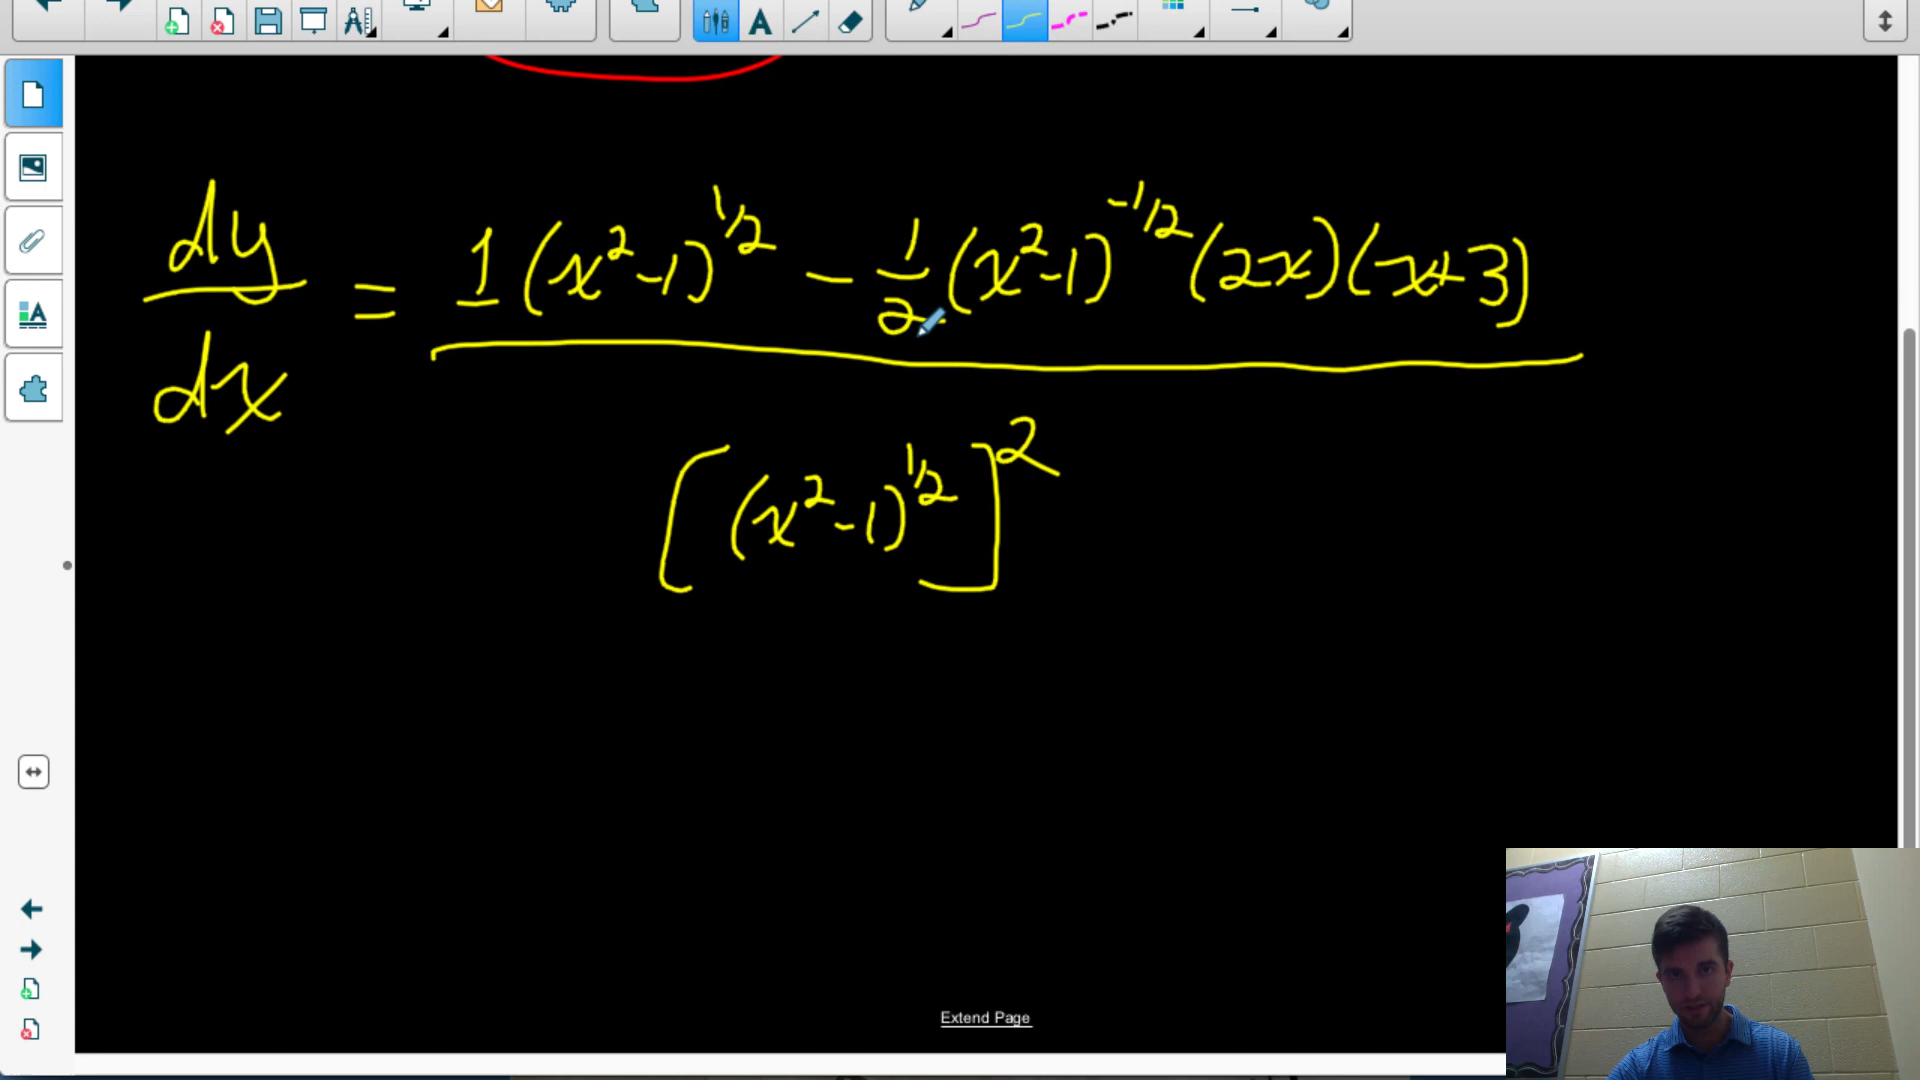 dy/dx = 1(x²-1)^1/2 - 1/2(x²-1)^-1/2(2x)(x+3)
[(x²-1)^1/2]²
Extend Page